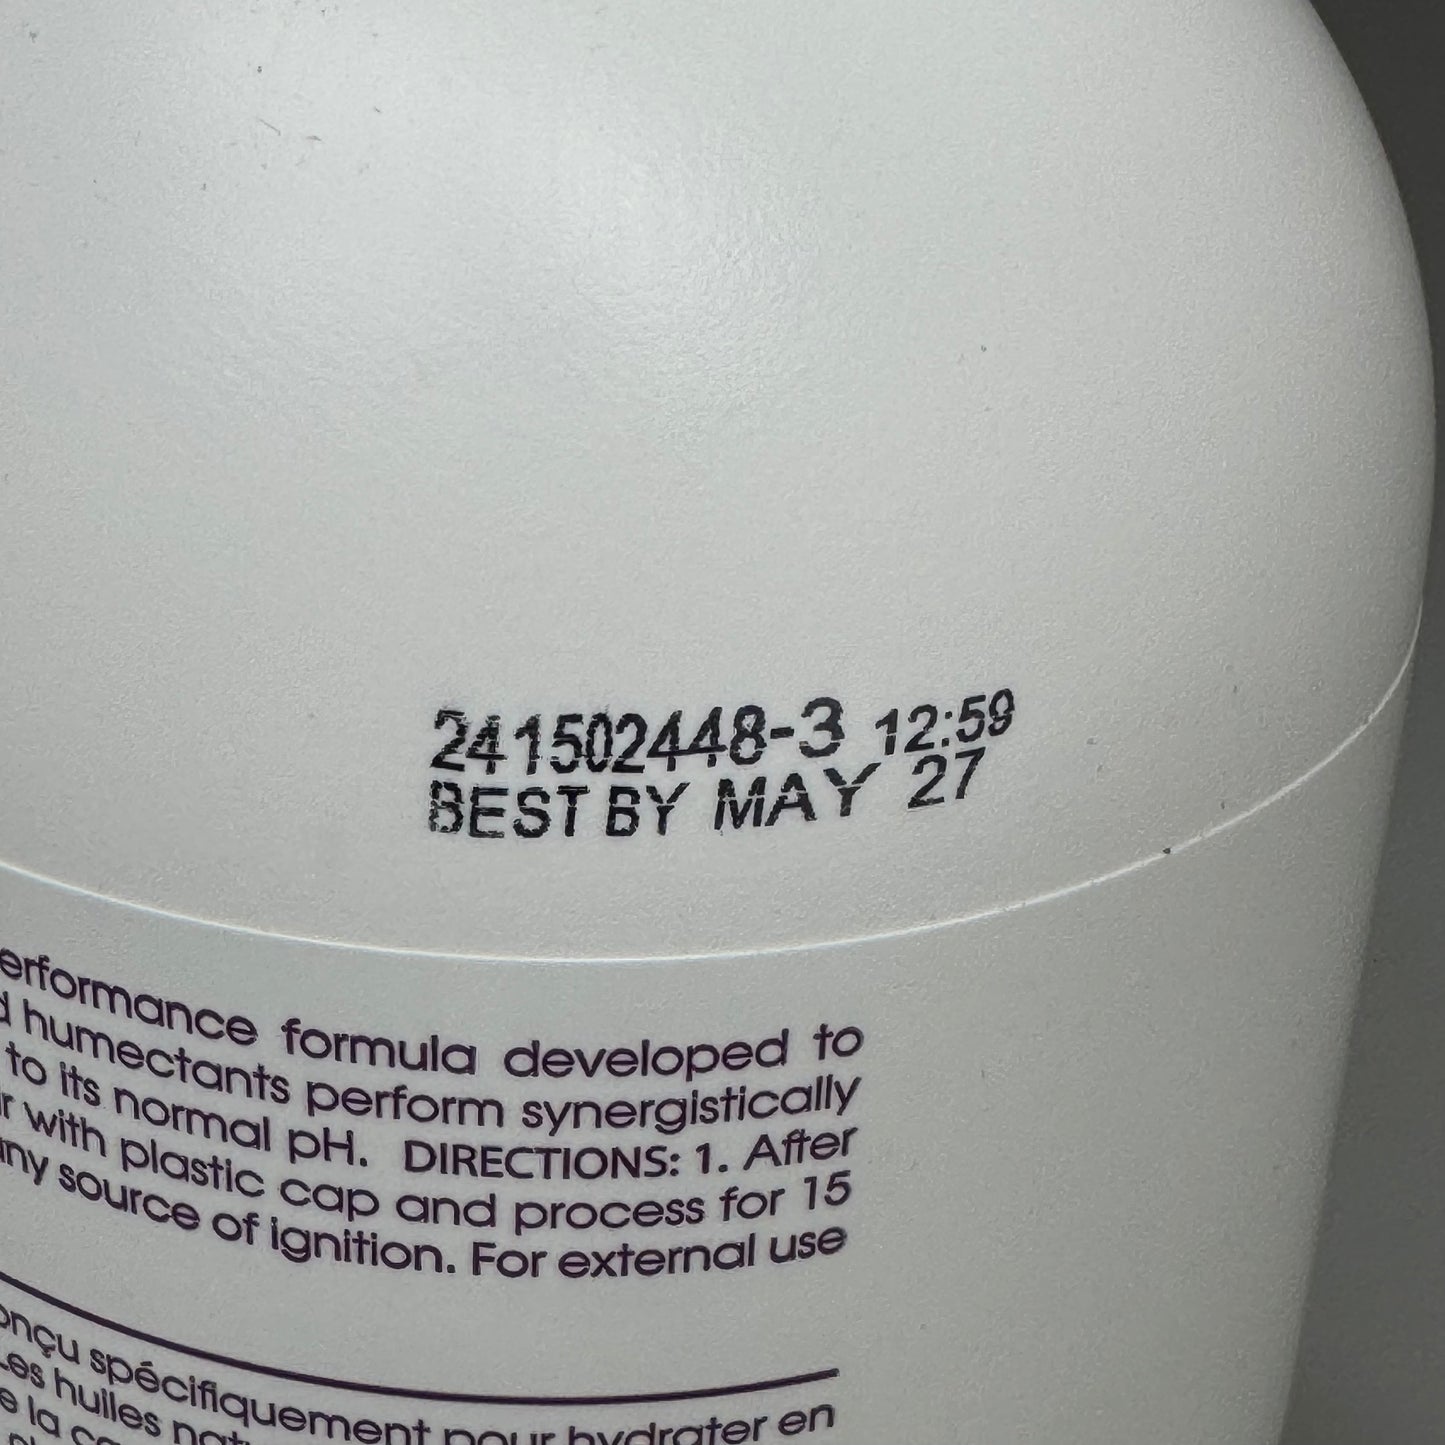 241502448-3 12:59
BEST BY MAY 27
erformance formula developed to
d humectants perform synergistically
to its normal pH. DIRECTIONS: 1. After
r with plastic cap and process for 15
ny source of ignition. For external use
onçu spécifiquement pour hydrater en
Les huiles
e la